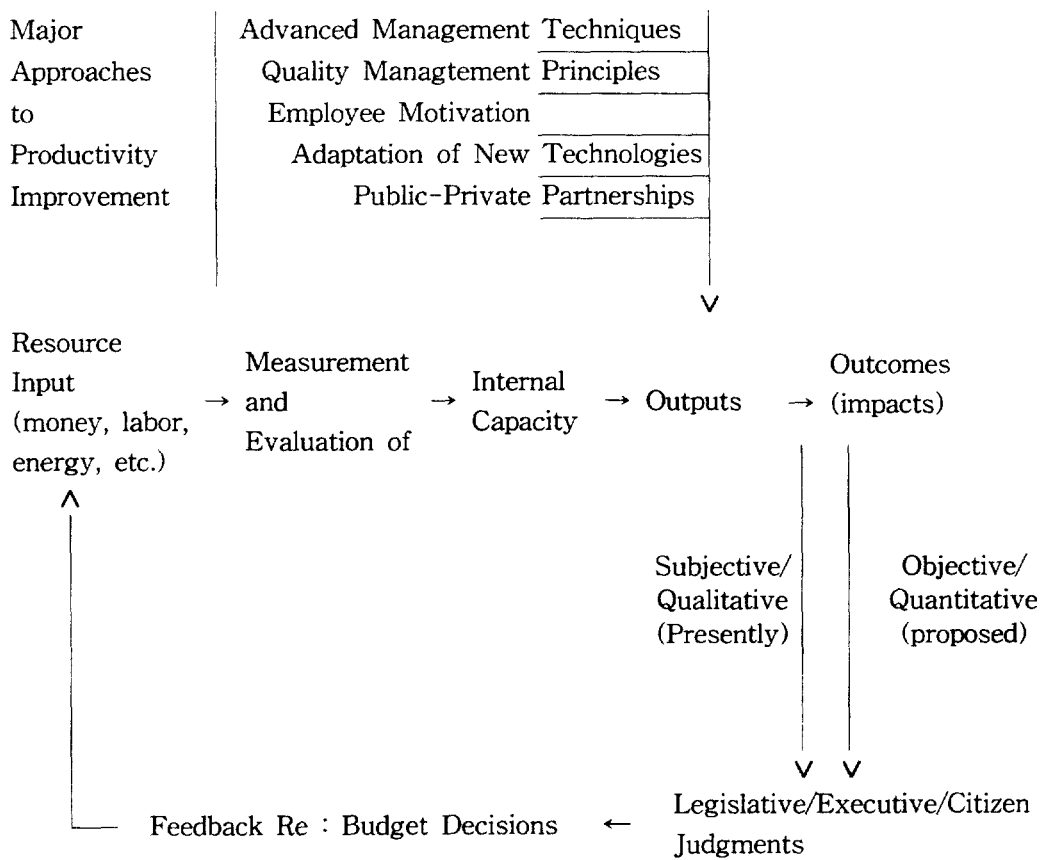 Major
Approaches
to
Productivity
Improvement
Advanced Management Techniques
Quality Managtement Principles
Employee Motivation
Adaptation of New Technologies
Public-Private Partnerships
Resource
Input
(money, labor,
energy, etc.)
→
Measurement
and
Evaluation of
→
Internal
Capacity
→ Outputs →
Outcomes
(impacts)
Subjective/
Qualitative
(Presently)
Objective/
Quantitative
(proposed)
Legislative/Executive/Citizen
Judgments
← Feedback Re : Budget Decisions